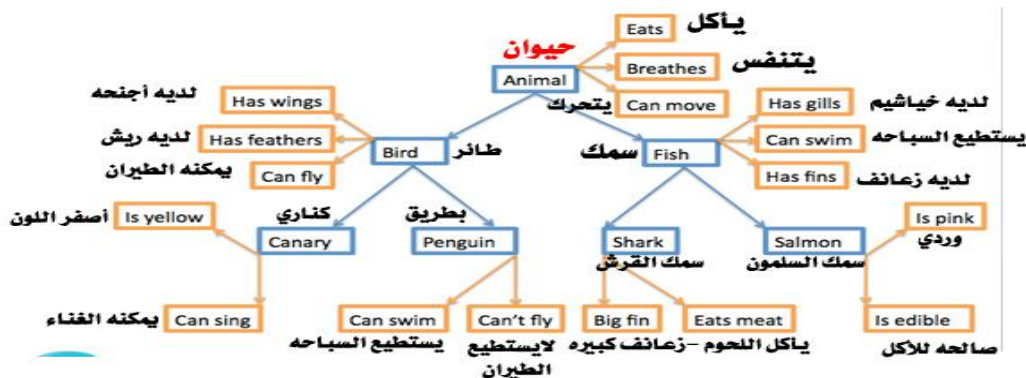 يأكل
Eats
حيوان
يتنفس
Breathes
Animal
لديه أجنحه
Has wings
يتحرك
Can move
Has gills
لديه خياشيم
لديه ريش
Has feathers
Bird
طائر
سمك
Fish
Can swim
يستطيع السباحه
يمكنه الطيران
Can fly
Has fins
لديه زعانف
أصفر اللون
Is yellow
كناري
بطريق
Is pink
وردي
Canary
Penguin
Shark
Salmon
سمك القرش
سمك السلمون
يمكنه الغناء
Can sing
Can swim
Can't fly
Big fin
Eats meat
Is edible
يستطيع السباحه
لايستطيع
الطيران
يأكل اللحوم –زعانف كبيره
صالحه للأكل